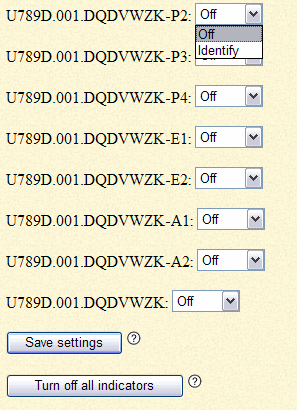 U789D.001.DQDVWZK-P2: Off
Off
Identify
U789D.001.DQDVWZK-P3: Off
U789D.001.DQDVWZK-P4: Off
U789D.001.DQDVWZK-E1: Off
U789D.001.DQDVWZK-E2: Off
U789D.001.DQDVWZK-A1: Off
U789D.001.DQDVWZK-A2: Off
U789D.001.DQDVWZK: Off
Save settings ?
Turn off all indicators ?